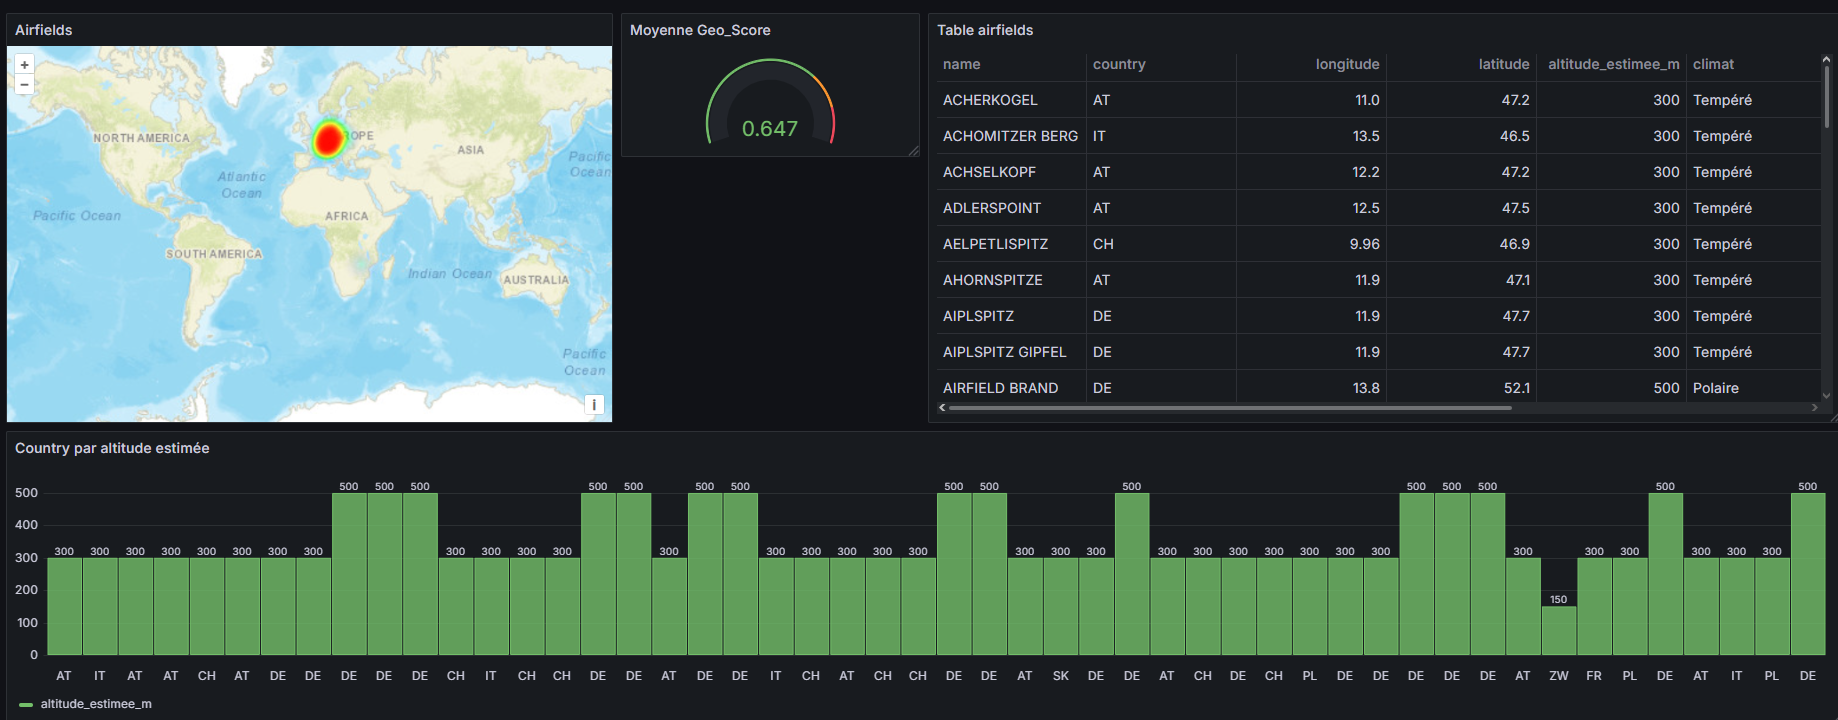 Airfields
+
−
NORTH AMERICA
OPE
ASIA
Pacific
Ocean
Atlantic
Ocean
Pacific Ocean
AFRICA
SOUTH AMERICA
Indian Ocean
AUSTRALIA
Pacific
Ocean
i
Moyenne Geo_Score
0.647
Table airfields
name country longitude latitude altitude_estimee_m climat
ACHERKOGEL AT 11.0 47.2 300 Tempéré
ACHOMITZER BERG IT 13.5 46.5 300 Tempéré
ACHSELKOPF AT 12.2 47.2 300 Tempéré
ADLERSPOINT AT 12.5 47.5 300 Tempéré
AELPETLISPITZ CH 9.96 46.9 300 Tempéré
AHORNSPITZE AT 11.9 47.1 300 Tempéré
AIPLSPITZ DE 11.9 47.7 300 Tempéré
AIPLSPITZ GIPFEL DE 11.9 47.7 300 Tempéré
AIRFIELD BRAND DE 13.8 52.1 500 Polaire
Country par altitude estimée
500
400
300
200
100
0
300 300 300 300 300 300 300 300 500 500 500 300 300 300 300 500 500 300 500 500 300 300 300 300 300 500 500 300 300 300 500 300 300 300 300 300 300 300 500 500 500 300 150 300 300 500 300 300 300 500
AT IT AT AT CH AT DE DE DE DE DE CH IT CH CH DE DE AT DE DE IT CH AT CH CH DE DE AT SK DE DE AT CH DE CH PL DE DE DE DE DE AT ZW FR PL DE AT IT PL DE
altitude_estimee_m